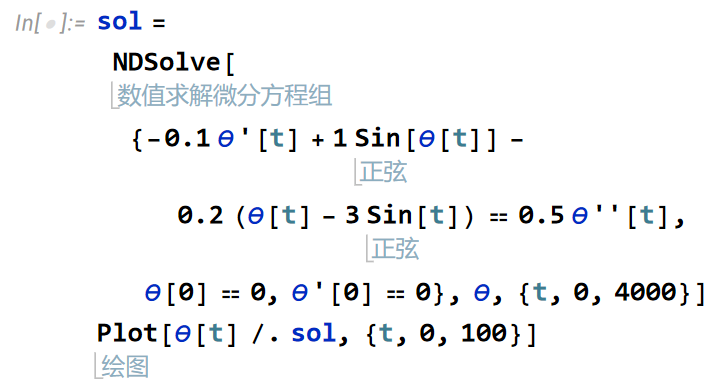 In[●]:= sol =
NDSolve[
数值求解微分方程组
{-0.1 θ'[t] + 1 Sin[θ[t]] -
正弦
0.2 (θ[t] - 3 Sin[t]) == 0.5 θ''[t],
正弦
θ[0] == 0, θ'[0] == 0}, θ, {t, 0, 4000}]
Plot[θ[t] /. sol, {t, 0, 100}]
绘图